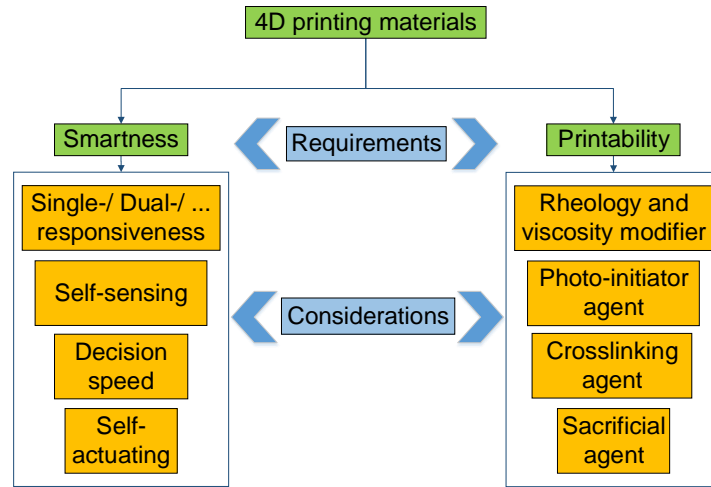 4D printing materials
Smartness
Requirements
Printability
Single-/ Dual-/ ...
responsiveness
Self-sensing
Decision
speed
Self-
actuating
Considerations
Rheology and
viscosity modifier
Photo-initiator
agent
Crosslinking
agent
Sacrificial
agent